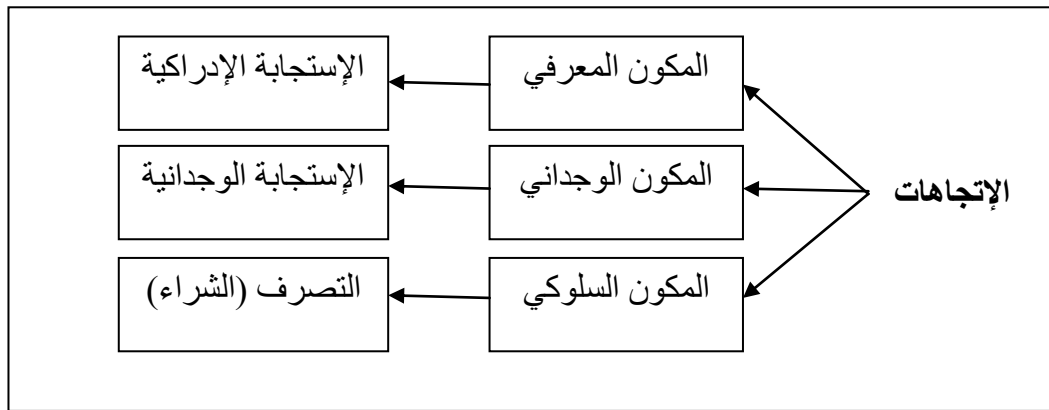 المكون المعرفي
الإستجابة الإدراكية
الإتجاهات
المكون الوجداني
الإستجابة الوجدانية
المكون السلوكي
التصرف (الشراء)